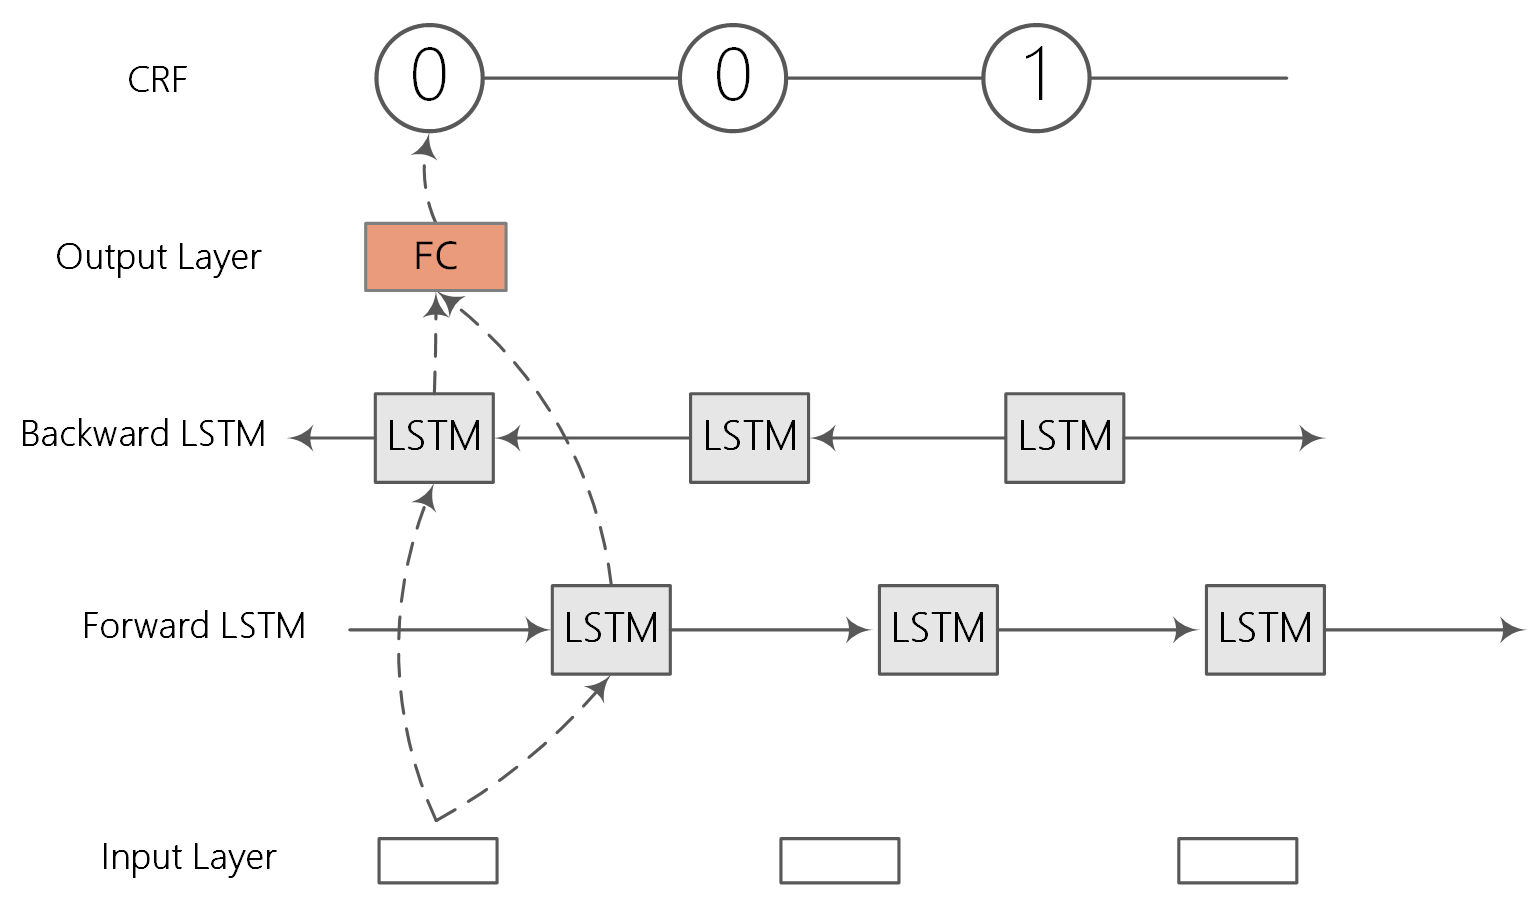 CRF 0 0 1
Output Layer FC
Backward LSTM LSTM LSTM LSTM
Forward LSTM LSTM LSTM LSTM
Input Layer